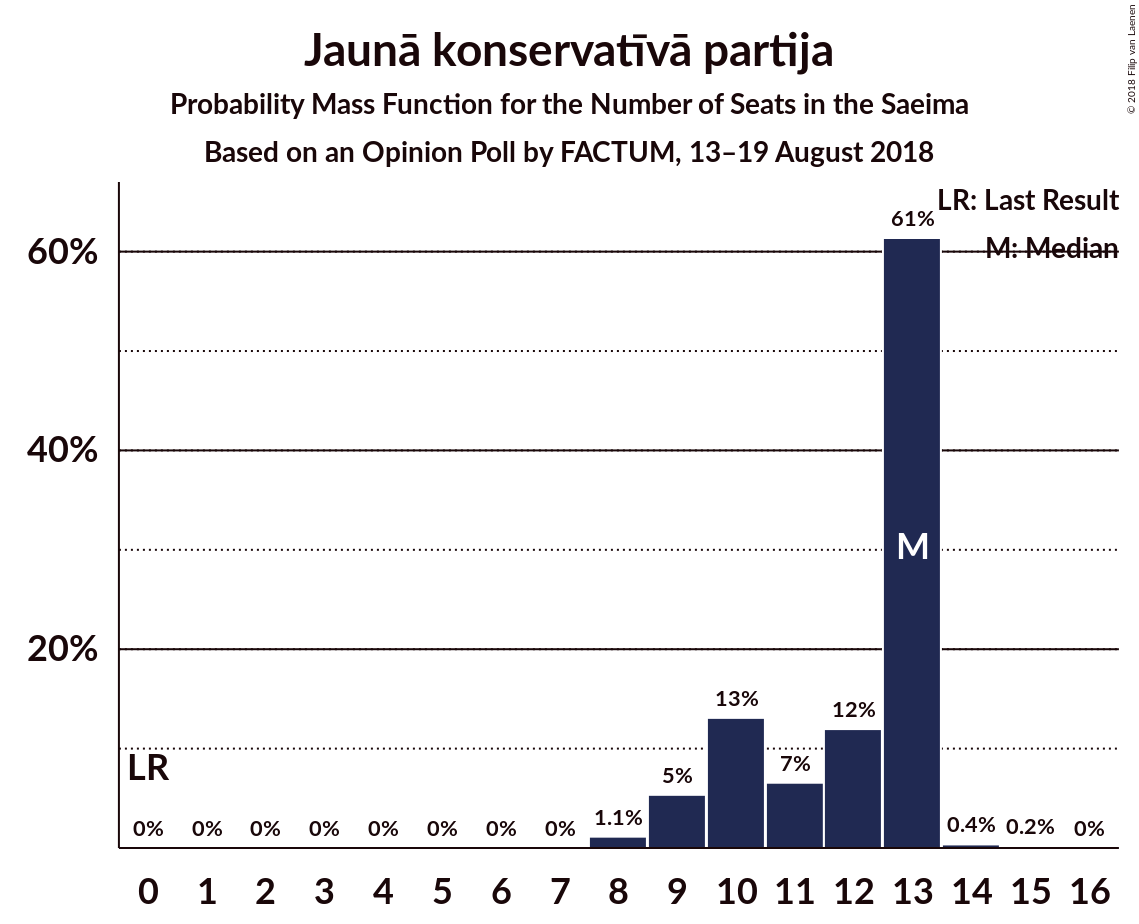 Jaunā konservatīvā partija
Probability Mass Function for the Number of Seats in the Saeima
Based on an Opinion Poll by FACTUM, 13–19 August 2018
© 2018 Filip van Laenen
LR: Last Result
M: Median
60%
40%
20%
61%
M
13%
12%
7%
5%
LR
0% 0% 0% 0% 0% 0% 0% 0% 1.1% 0.4% 0.2% 0%
0 1 2 3 4 5 6 7 8 9 10 11 12 13 14 15 16